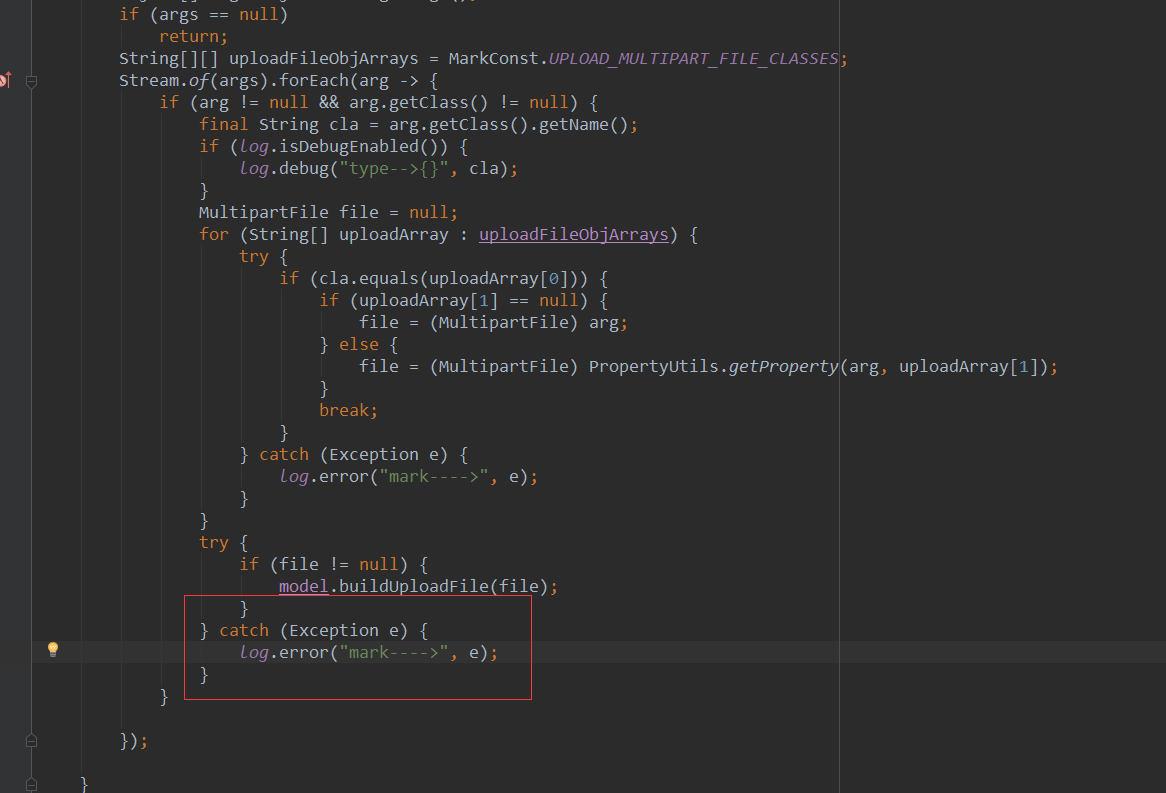 if (args == null)
return;
String[][] uploadFileObjArrays = MarkConst.UPLOAD_MULTIPART_FILE_CLASSES;
Stream.of(args).forEach(arg -> {
if (arg != null && arg.getClass() != null) {
final String cla = arg.getClass().getName();
if (log.isDebugEnabled()) {
log.debug("type-->{}", cla);
}
MultipartFile file = null;
for (String[] uploadArray : uploadFileObjArrays) {
try {
if (cla.equals(uploadArray[0])) {
if (uploadArray[1] == null) {
file = (MultipartFile) arg;
} else {
file = (MultipartFile) PropertyUtils.getProperty(arg, uploadArray[1]);
}
break;
}
} catch (Exception e) {
log.error("mark---->", e);
}
}
try {
if (file != null) {
model.buildUploadFile(file);
}
} catch (Exception e) {
log.error("mark---->", e);
}
}
});
}